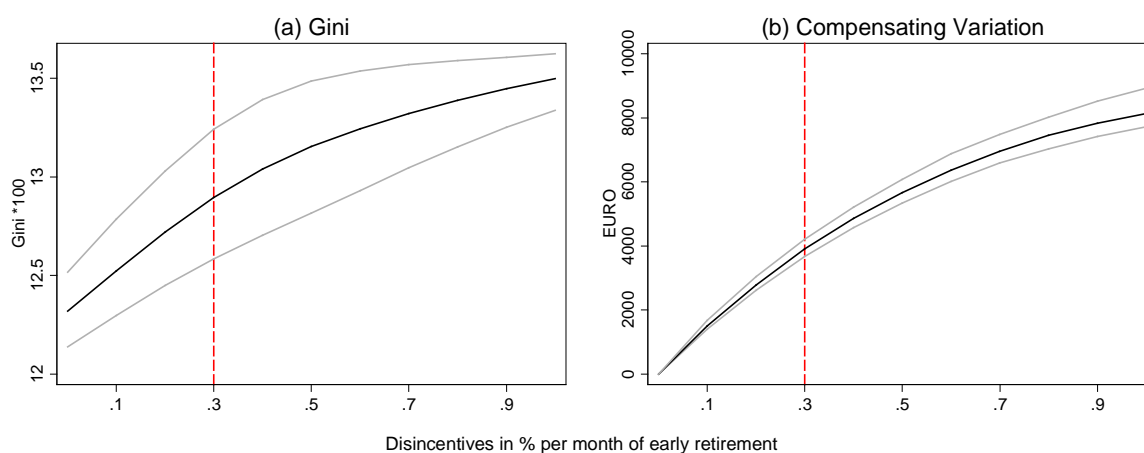 (a) Gini
Gini *100
13.5
13
12.5
12
.1 .3 .5 .7 .9
(b) Compensating Variation
EURO
10000
8000
6000
4000
2000
0
.1 .3 .5 .7 .9
Disincentives in % per month of early retirement